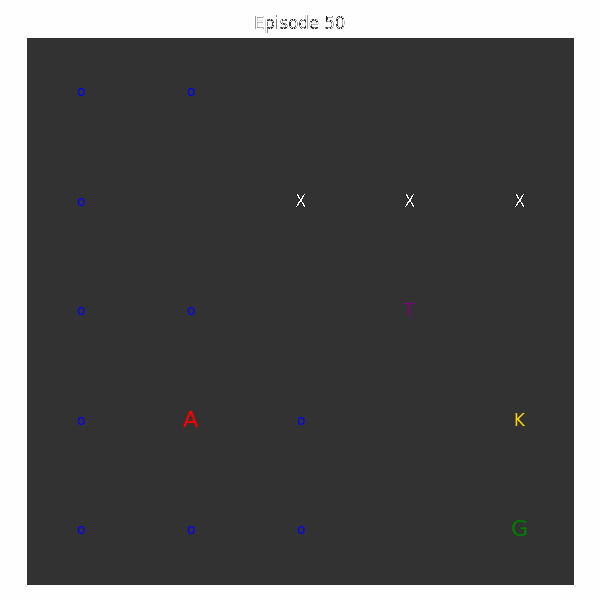 Episode 50
o o
o X X X
o o T
o A o K
o o o G